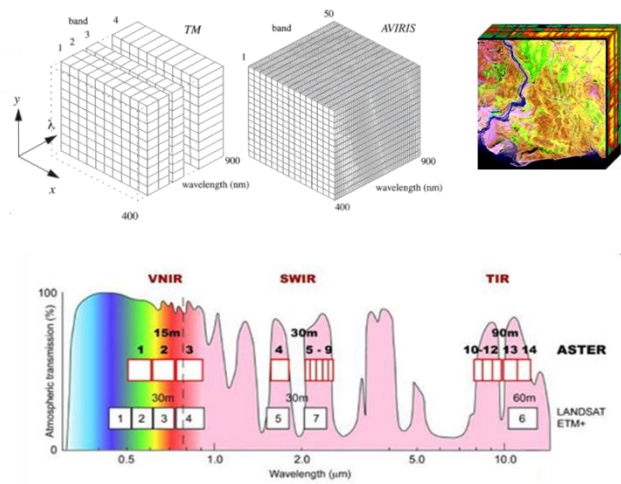 band
4
3
2
1
TM
y
λ
x
400
wavelength (nm)
900
50
band
AVIRIS
1
900
wavelength (nm)
400
VNIR
SWIR
TIR
100
15m
30m
90m
1 2 3 4 5 - 9 10-12 13 14 ASTER
30m
30m
60m
1 2 3 4 5 7 6 LANDSAT
ETM+
0
Atmospheric transmission (%)
0.5 1.0 2.0 5.0 10.0
Wavelength (μm)